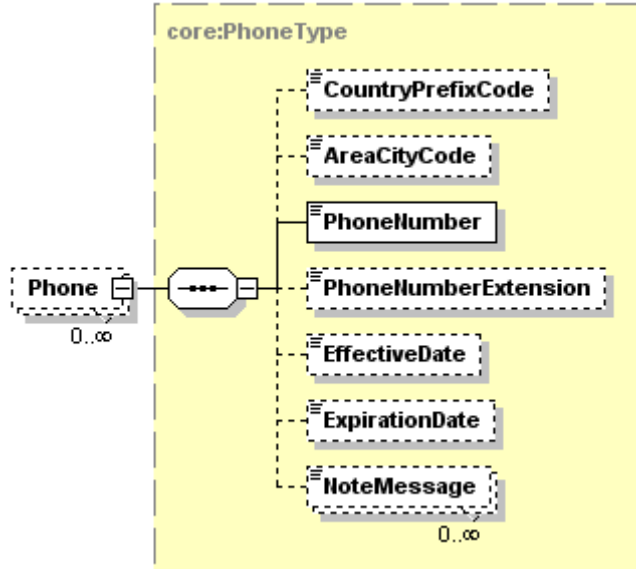 core:PhoneType
CountryPrefixCode
AreaCityCode
PhoneNumber
Phone
0..∞
PhoneNumberExtension
EffectiveDate
ExpirationDate
NoteMessage
0..∞